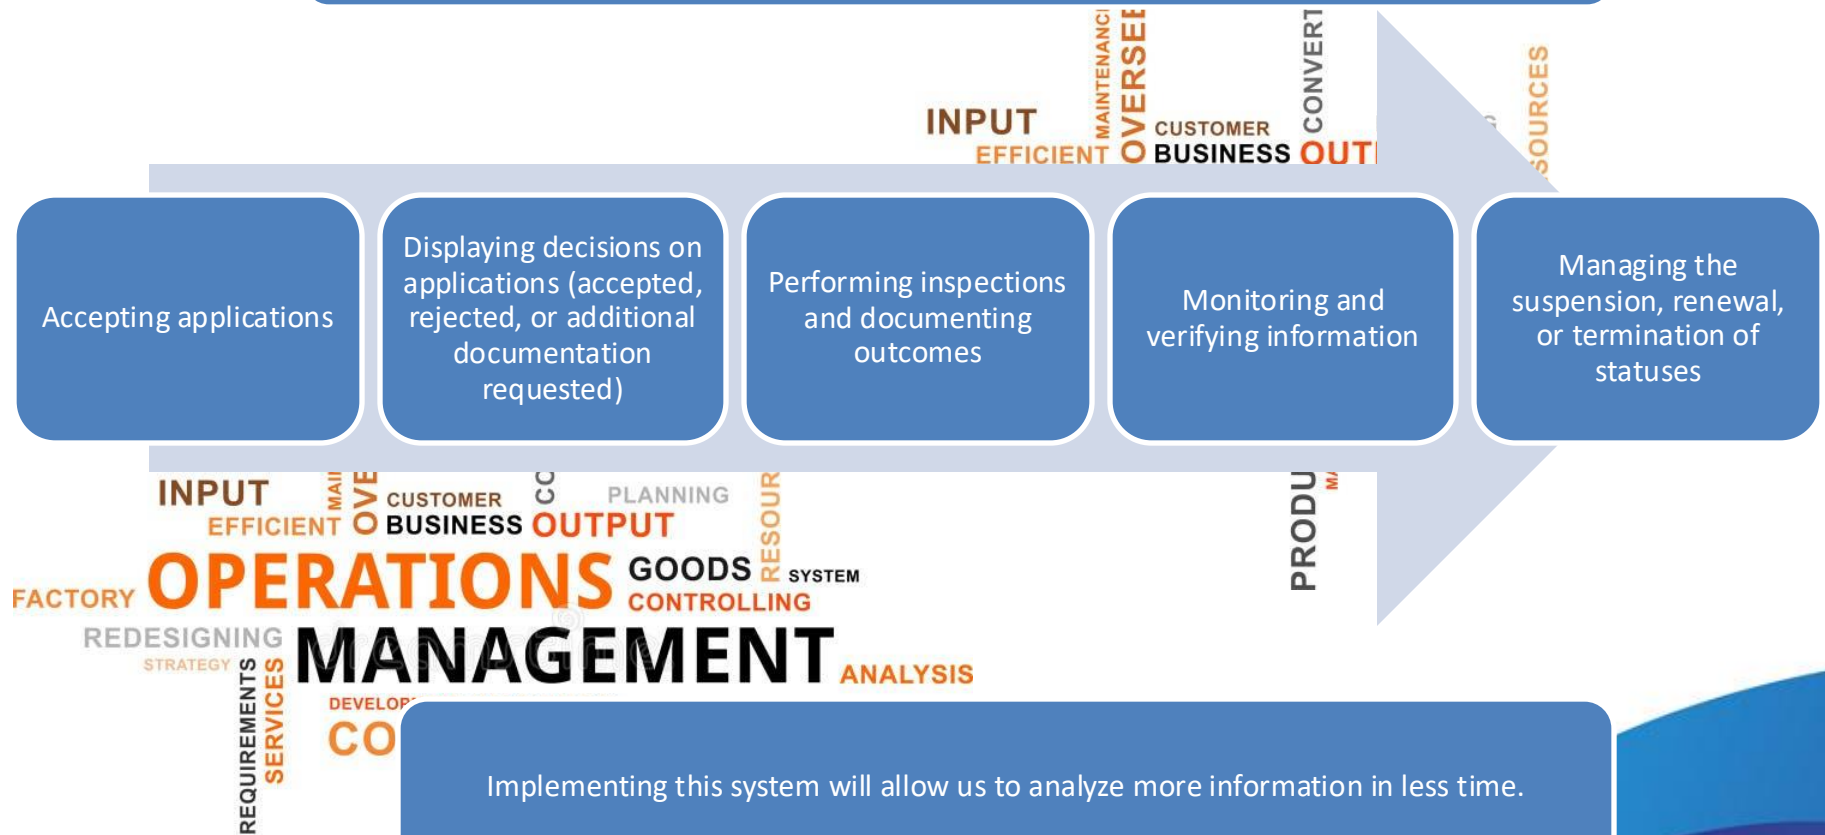 INPUT
MAINTENANCE
CUSTOMER
CONVERT
EFFICIENT
BUSINESS
Accepting applications
Displaying decisions on
applications (accepted,
rejected, or additional
documentation
requested)
Performing inspections
and documenting
outcomes
Monitoring and
verifying information
Managing the
suspension, renewal,
or termination of
statuses
INPUT
CUSTOMER
PLANNING
EFFICIENT
BUSINESS
OUTPUT
OPERATIONS
GOODS
SYSTEM
FACTORY
CONTROLLING
REDESIGNING
MANAGEMENT
STRATEGY
ANALYSIS
REQUIREMENTS
SERVICES
Implementing this system will allow us to analyze more information in less time.